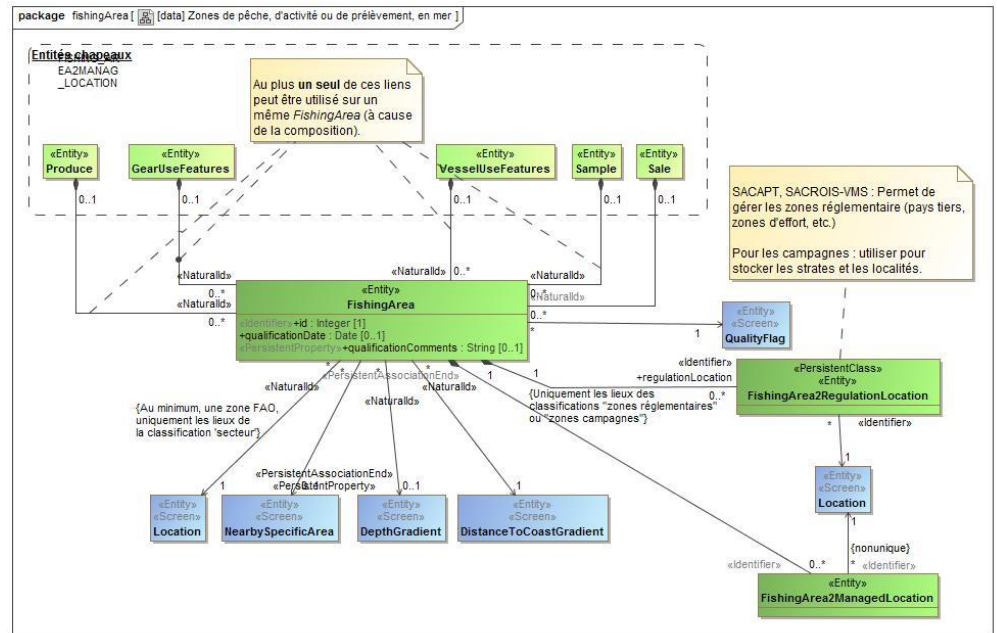 package fishingArea [ [data] Zones de pêche, d'activité ou de prélèvement, en mer ]
Entités chapeaux
EA2MANAG
_LOCATION
Au plus un seul de ces liens
peut être utilisé sur un
même FishingArea (à cause
de la composition).
«Entity»
Produce
«Entity»
GearUseFeatures
«Entity»
VesselUseFeatures
«Entity»
Sample
«Entity»
Sale
0..1
0..1
0..1
0..1
0..1
SACAPT, SACROIS-VMS : Permet de
gérer les zones réglementaire (pays tiers,
zones d'effort, etc.)
Pour les campagnes : utiliser pour
stocker les strates et les localités.
«NaturalId»
0..*
«NaturalId»
0..*
«NaturalId» 0..*
«NaturalId»
0..*
«NaturalId»
0..*
«Entity»
FishingArea
«Identifier»+id : Integer [1]
+qualificationDate : Date [0..1]
«PersistentProperty»+qualificationComments : String [0..1]
*
1
«Entity»
«Screen»
QualityFlag
* * * *
«PersistentAssociationEnd»
1
1
«NaturalId»
«NaturalId»
«NaturalId»
{Au minimum, une zone FAO,
uniquement les lieux de
la classification 'secteur'}
{Uniquement les lieux des
classifications "zones réglementaires"
ou "zones campagnes"}
«Identifier»
+regulationLocation
0..*
«PersistentClass»
«Entity»
FishingArea2RegulationLocation
* «Identifier»
1
«Entity»
«Screen»
Location
1
{nonunique}
* «Identifier»
«PersistentAssociationEnd»
«PersistentProperty»
1
0..1
0..1
1
«Entity»
«Screen»
Location
«Entity»
«Screen»
NearbySpecificArea
«Entity»
«Screen»
DepthGradient
«Entity»
«Screen»
DistanceToCoastGradient
«Identifier» 0..*
«Entity»
FishingArea2ManagedLocation